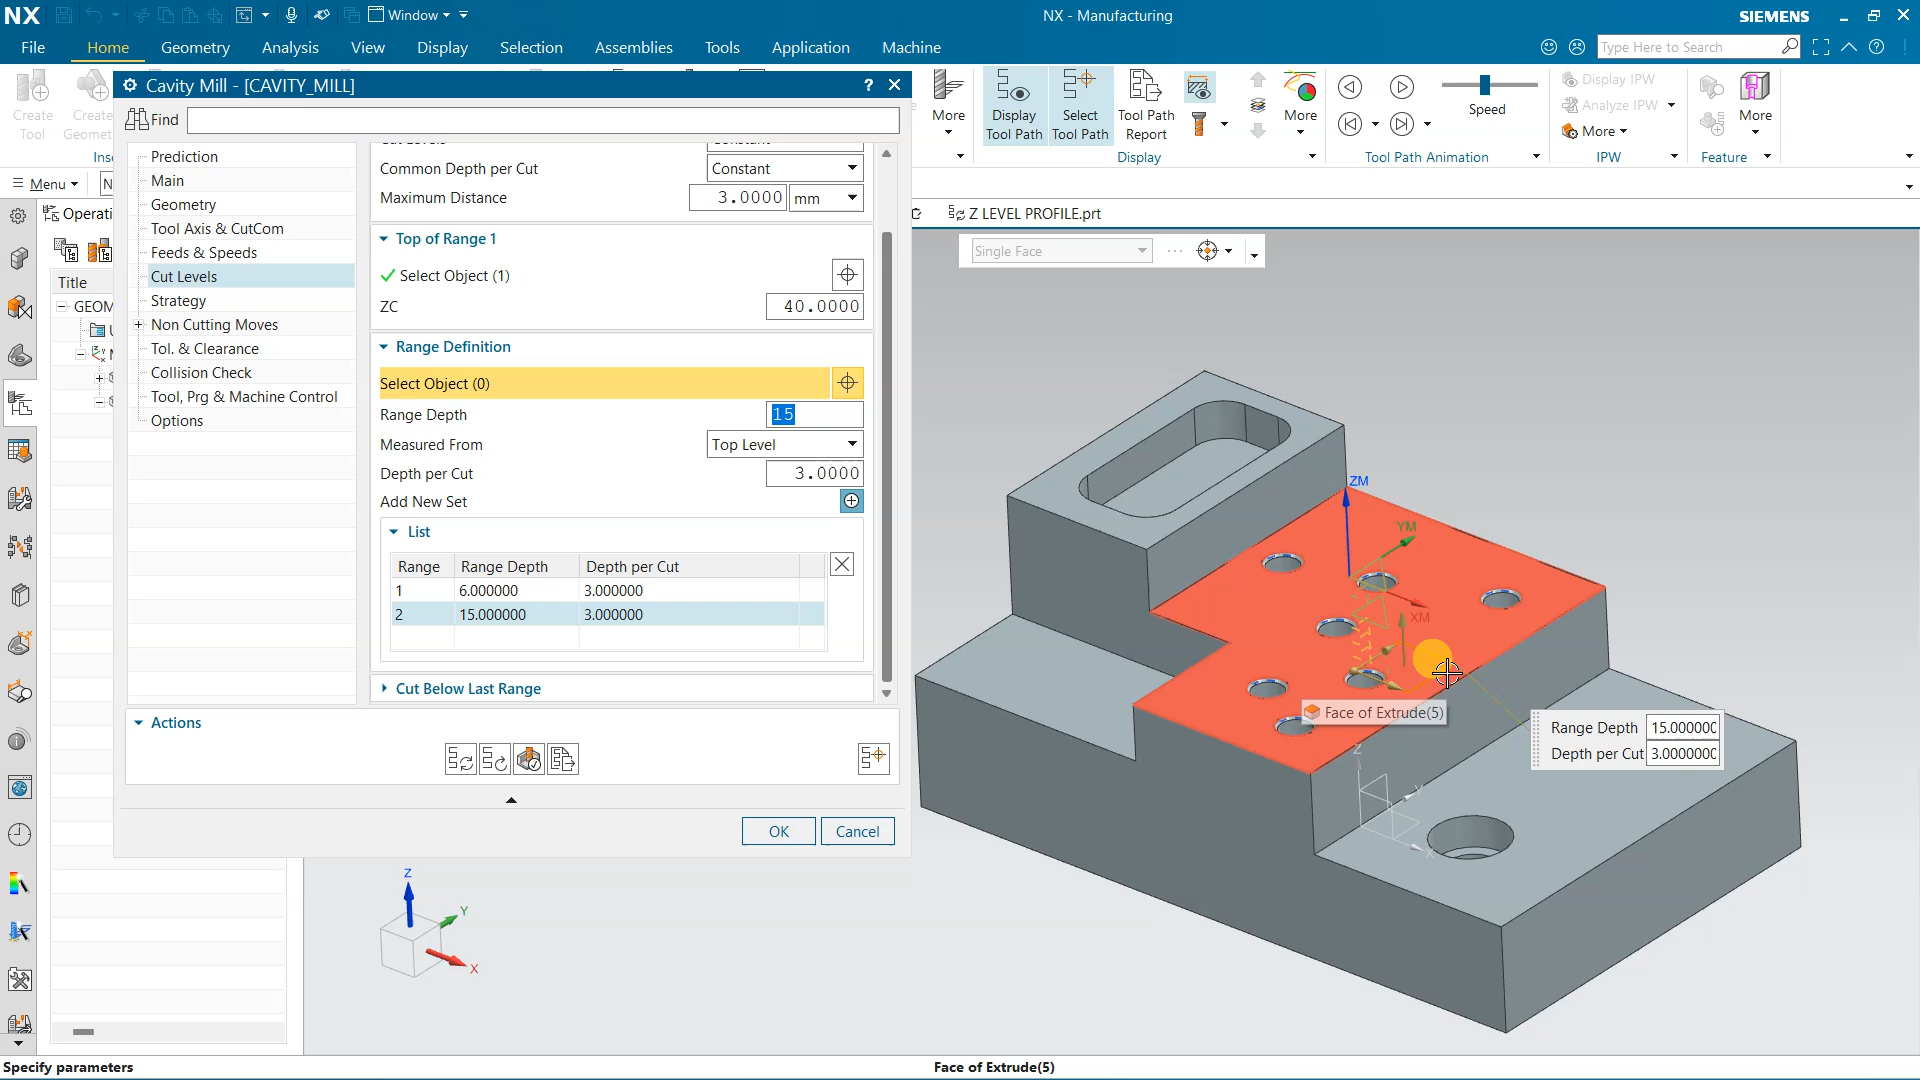 NX
Window
NX - Manufacturing
SIEMENS
File
Home
Geometry
Analysis
View
Display
Selection
Assemblies
Tools
Application
Machine
Type Here to Search
Create
Tool
Create
Geomet
Cavity Mill - [CAVITY_MILL]
More
Display
Tool Path
Select
Tool Path
Tool Path
Report
More
Speed
Display IPW
Analyze IPW
More
More
Display
Tool Path Animation
IPW
Feature
Menu
Find
Operati
Z LEVEL PROFILE.prt
Title
GEOM
Single Face
Prediction
Main
Geometry
Tool Axis & CutCom
Feeds & Speeds
Cut Levels
Strategy
Non Cutting Moves
Tol. & Clearance
Collision Check
Tool, Prg & Machine Control
Options
Constant
Common Depth per Cut
Constant
Maximum Distance
3.0000
mm
Top of Range 1
Select Object (1)
ZC
40.0000
Range Definition
Select Object (0)
Range Depth
15
Measured From
Top Level
Depth per Cut
3.0000
Add New Set
List
Range
Range Depth
Depth per Cut
1
6.000000
3.000000
2
15.000000
3.000000
Cut Below Last Range
Actions
OK
Cancel
ZM
YM
XM
Face of Extrude(5)
Range Depth
15.00000
Depth per Cut
3.000000
Z
Y
X
Z
Y
X
Specify parameters
Face of Extrude(5)